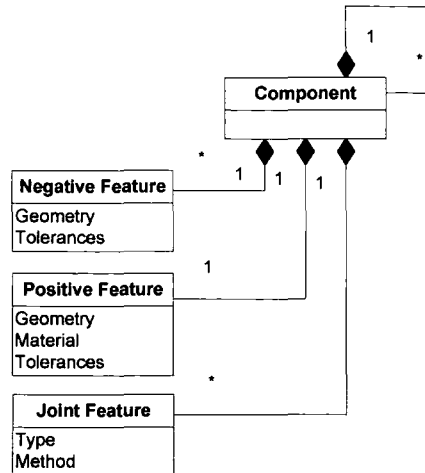 1
*
Component
*
1
1
1
Negative Feature
Geometry
Tolerances
1
Positive Feature
Geometry
Material
Tolerances
*
Joint Feature
Type
Method